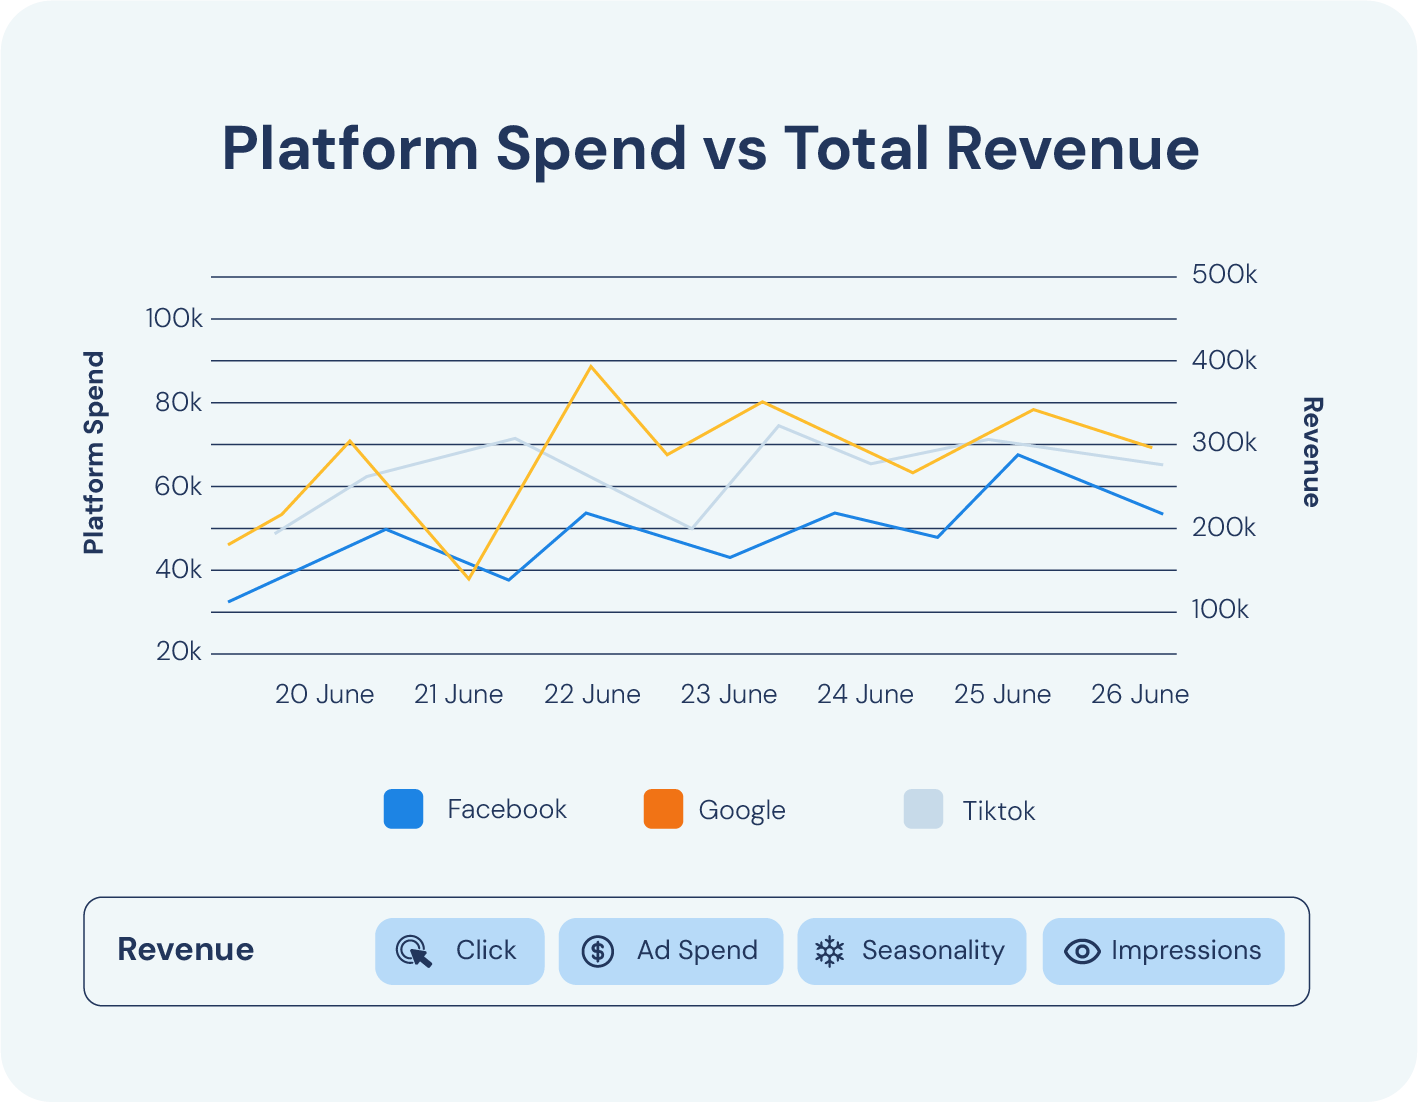 Platform Spend vs Total Revenue
500k
100k
400k
80k
300k
60k
200k
40k
100k
20k
Platform Spend
Revenue
20 June 21 June 22 June 23 June 24 June 25 June 26 June
Facebook Google Tiktok
Revenue Click Ad Spend Seasonality Impressions